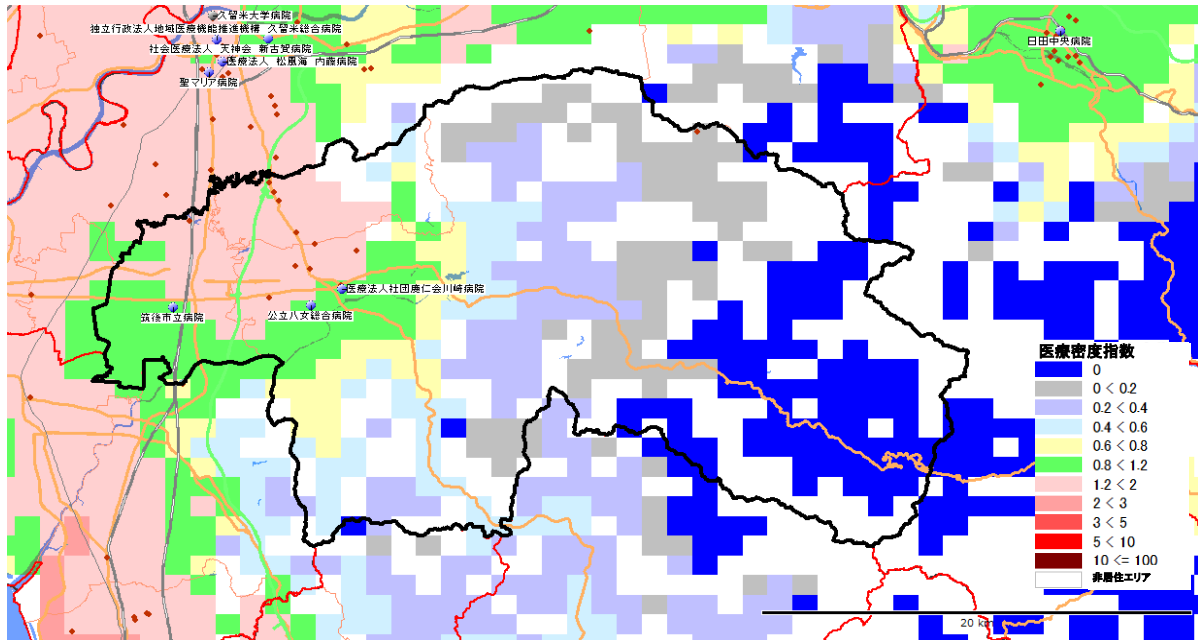 久留米大学病院
独立行政法人地域医療機能推進機構 久留米総合病院
社会医療法人 天神会 新古賀病院
医療法人 松風海 内藤病院
聖マリア病院
日田中央病院
医療法人社団慶仁会川崎病院
筑後市立病院
公立八女総合病院
医療密度指数
0
0 < 0.2
0.2 < 0.4
0.4 < 0.6
0.6 < 0.8
0.8 < 1.2
1.2 < 2
2 < 3
3 < 5
5 < 10
10 <= 100
非居住エリア
20 km